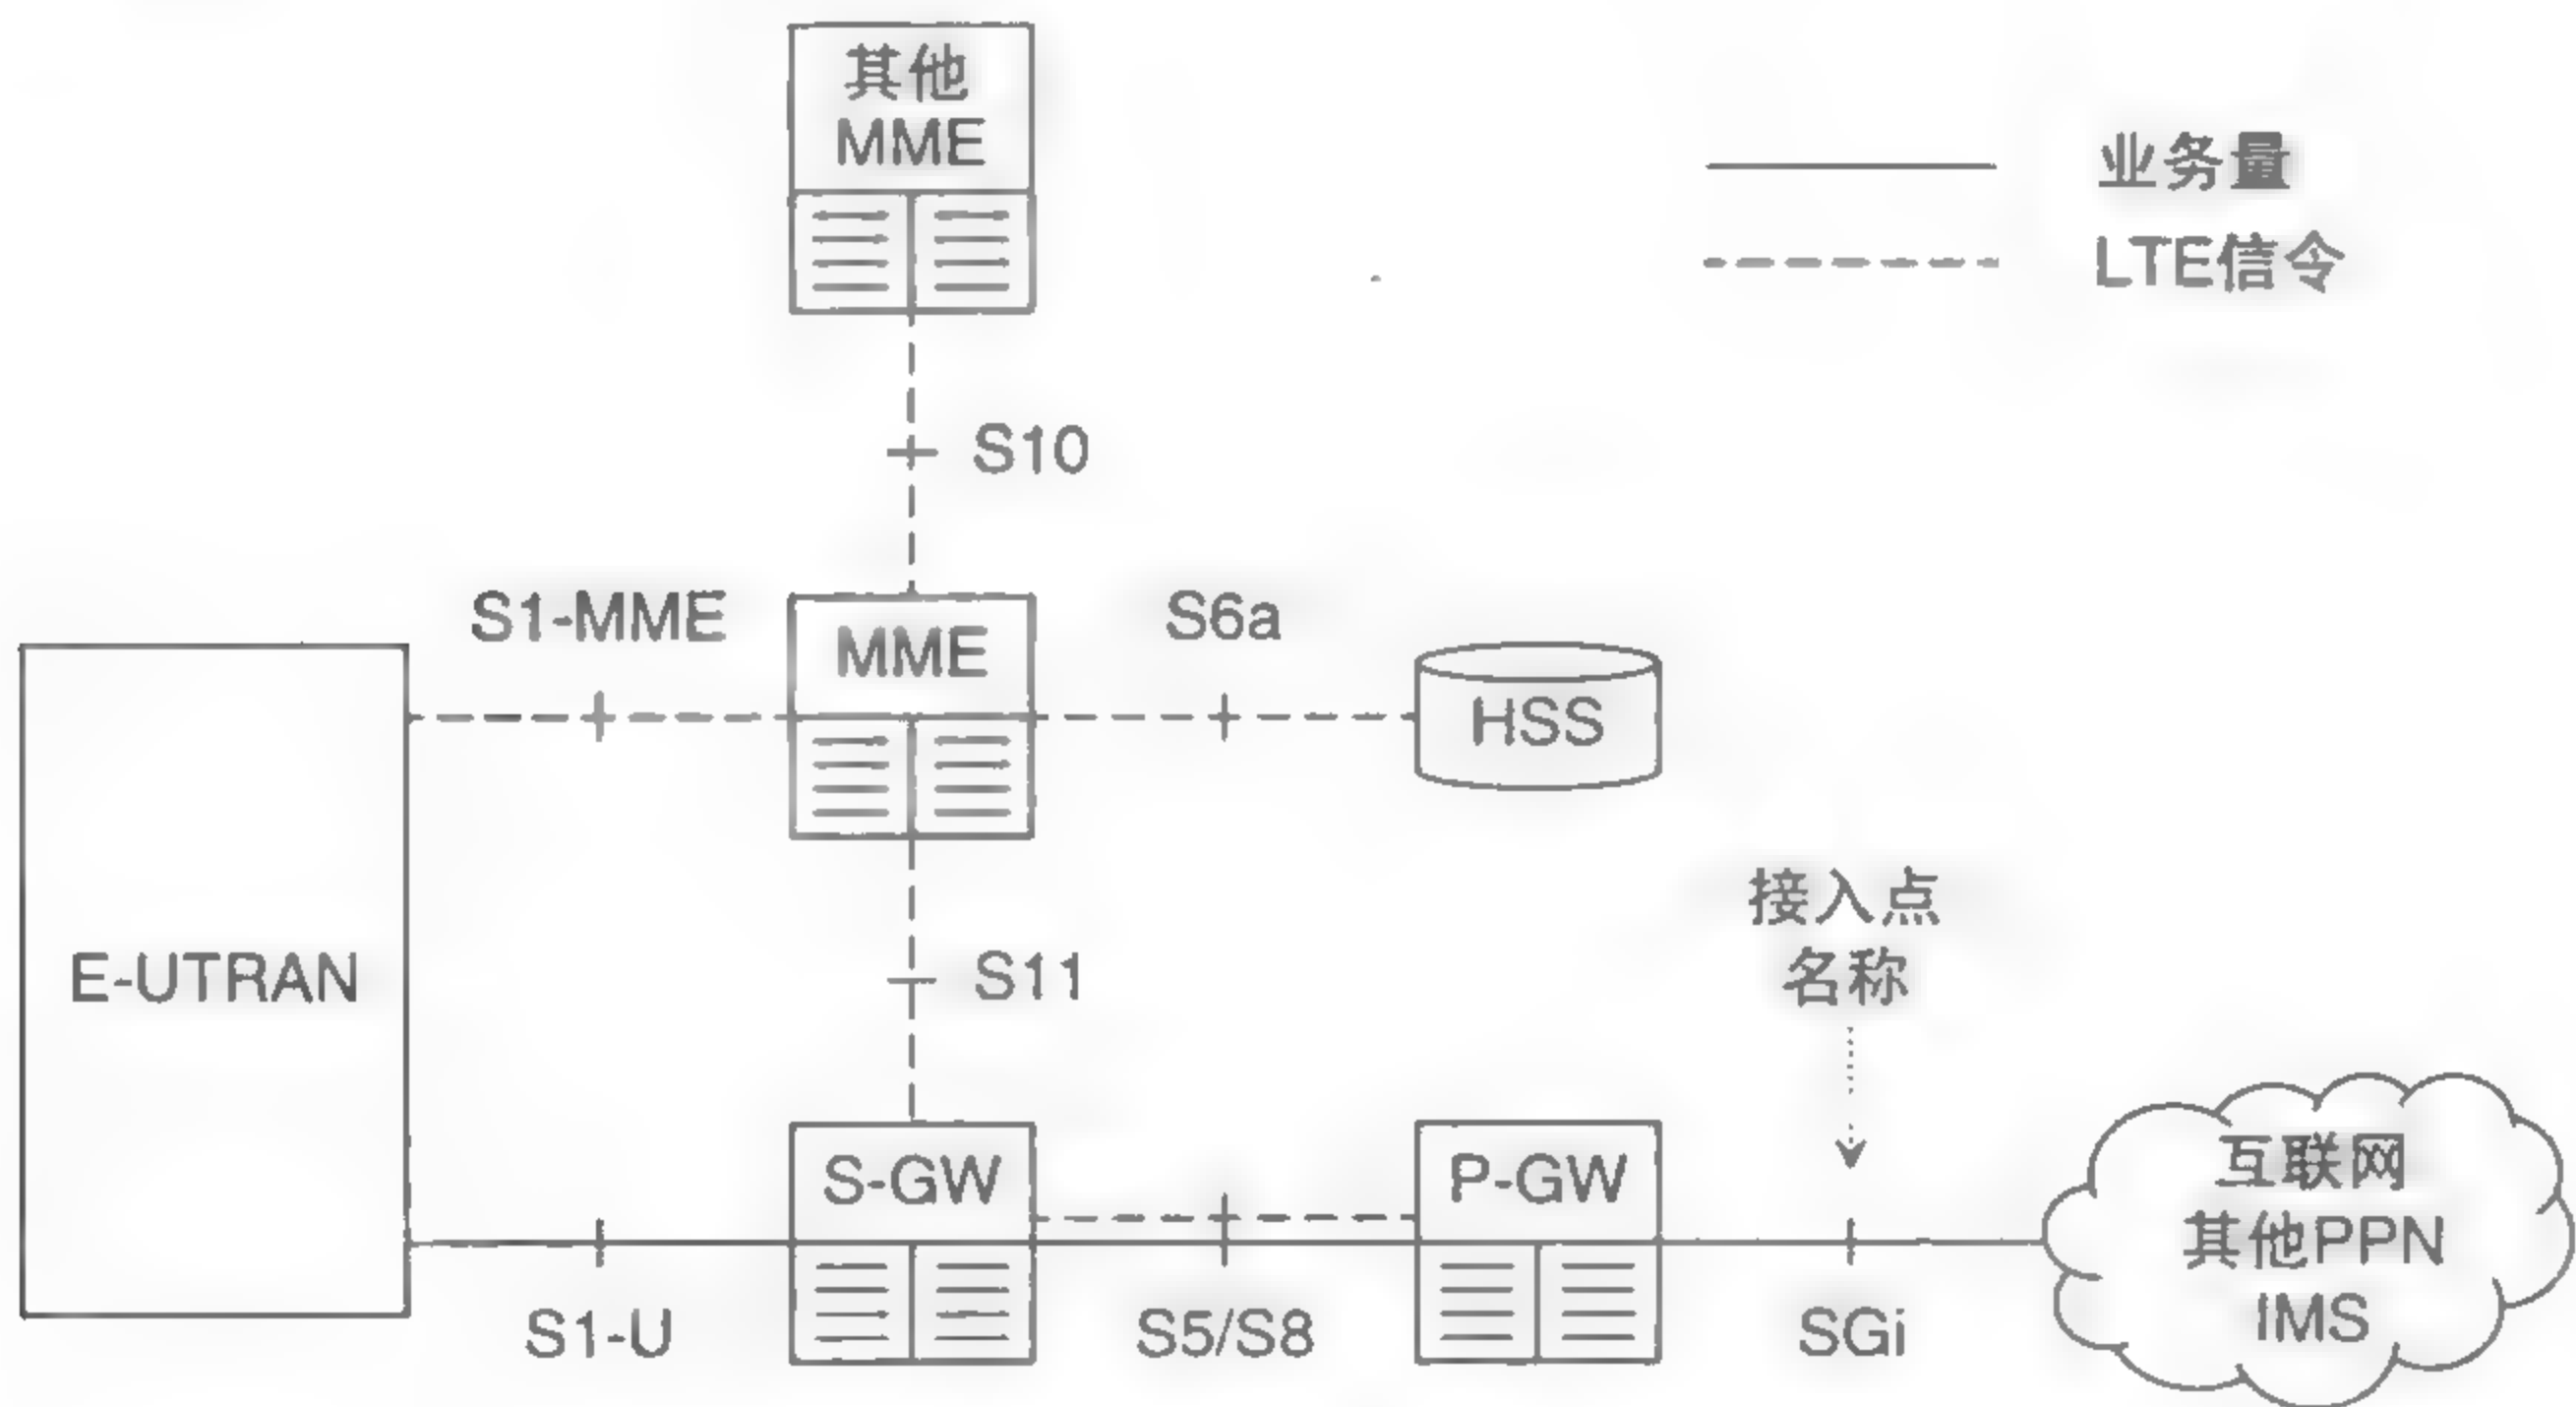 其他
MME
业务量
LTE信令
S10
S1-MME
MME
S6a
HSS
E-UTRAN
S11
接入点
名称
S-GW
P-GW
互联网
其他PPN
IMS
S1-U
S5/S8
SGi